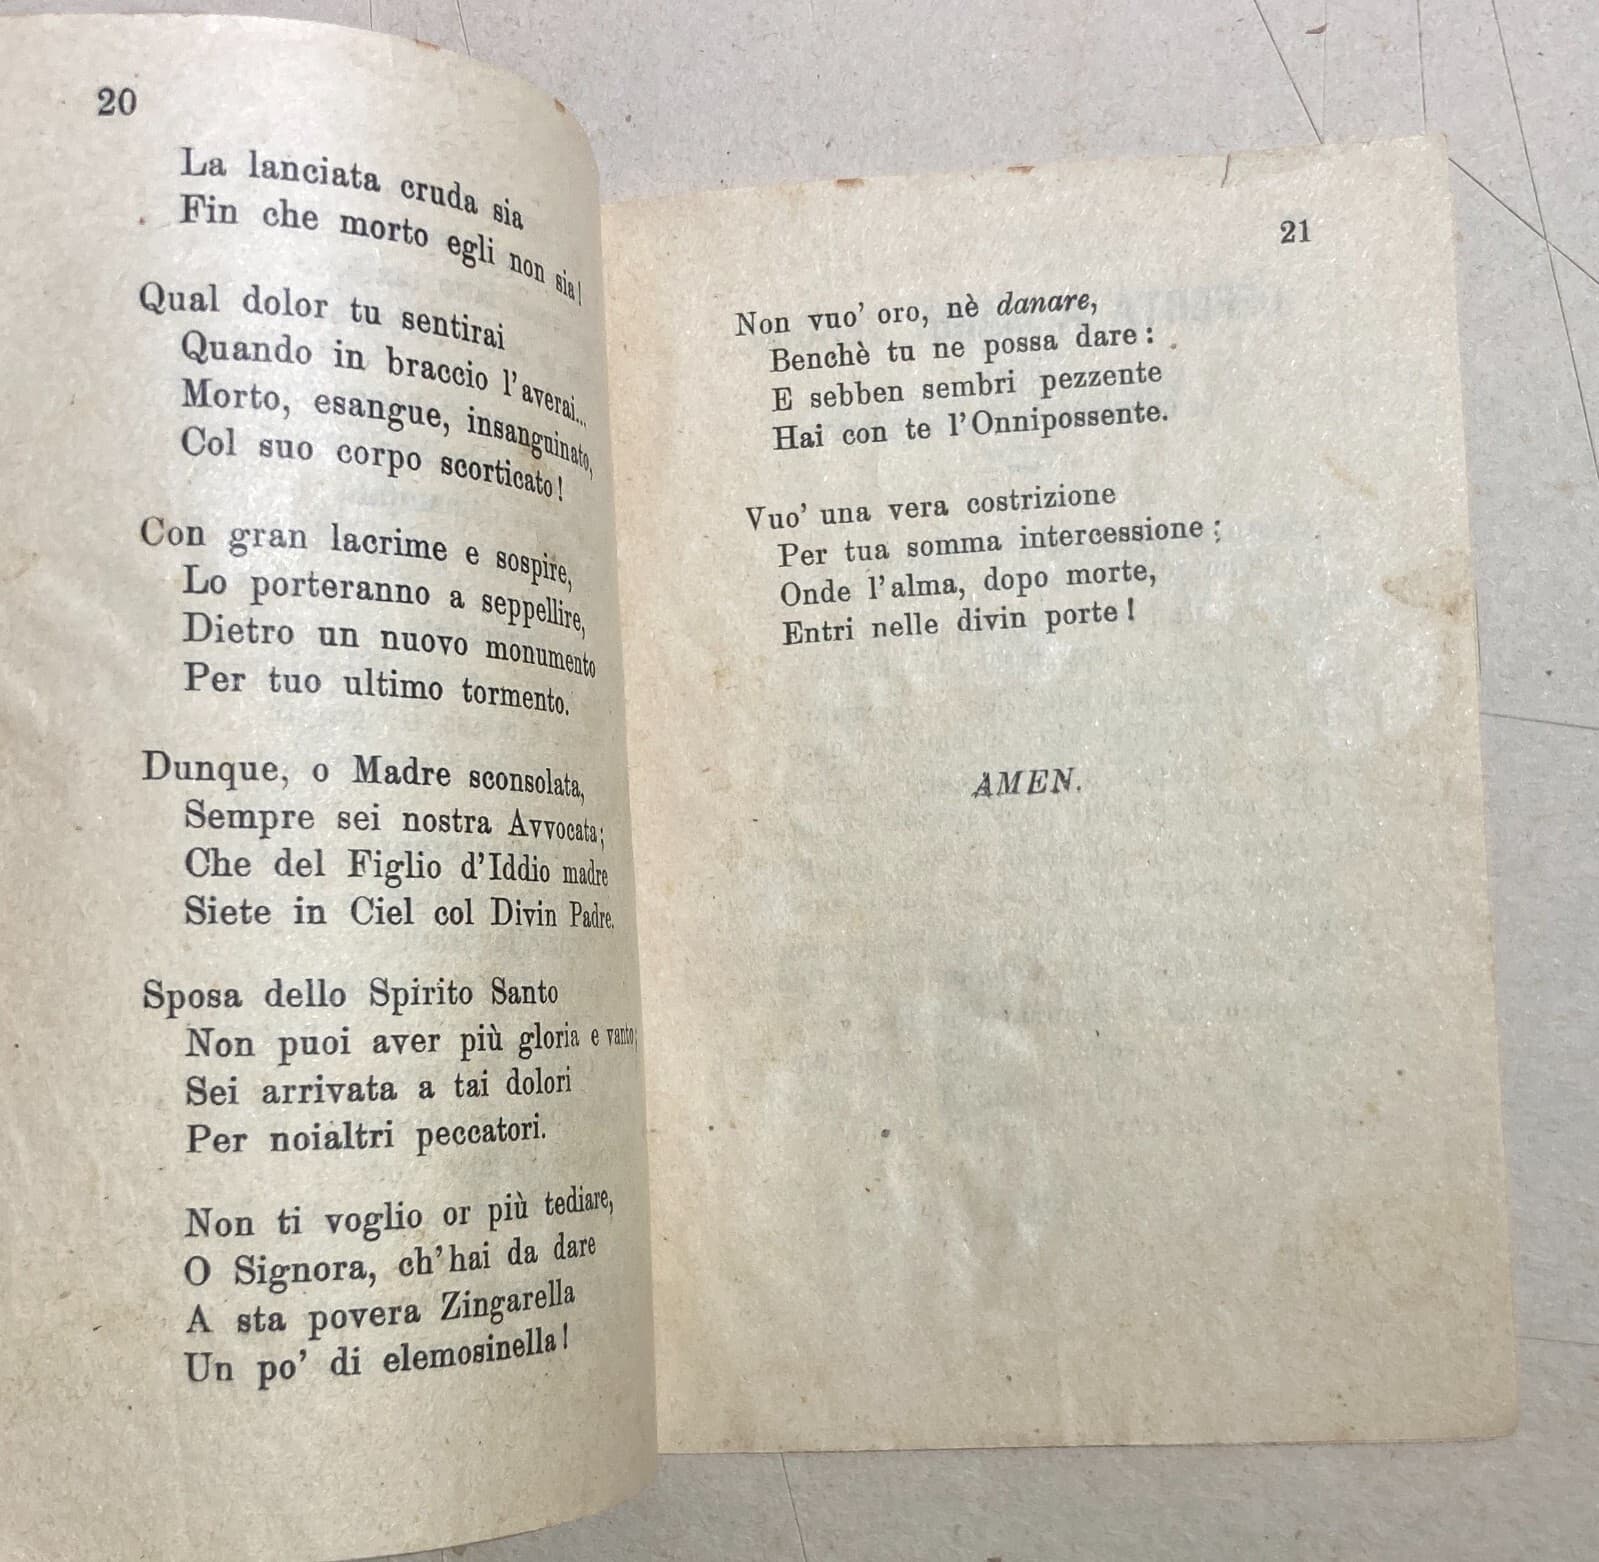 20
La lanciata cruda sia
Fin che morto egli non sia!
Qual dolor tu sentirai
Quando in braccio l'averai...
Morto, esangue, insanguinato,
Col suo corpo scorticato!
Con gran lacrime e sospire,
Lo porteranno a seppellire,
Dietro un nuovo monumento
Per tuo ultimo tormento.
Dunque, o Madre sconsolata,
Sempre sei nostra Avvocata;
Che del Figlio d'Iddio madre
Siete in Ciel col Divin Padre.
Sposa dello Spirito Santo
Non puoi aver più gloria e vanto;
Sei arrivata a tai dolori
Per noialtri peccatori.
Non ti voglio or più tediare,
O Signora, ch'hai da dare
A sta povera Zingarella
Un po' di elemosinella!
21
Non vuo' oro, nè danare,
Benchè tu ne possa dare:
E sebben sembri pezzente
Hai con te l'Onnipossente.
Vuo' una vera costrizione
Per tua somma intercessione;
Onde l'alma, dopo morte,
Entri nelle divin porte!
AMEN.